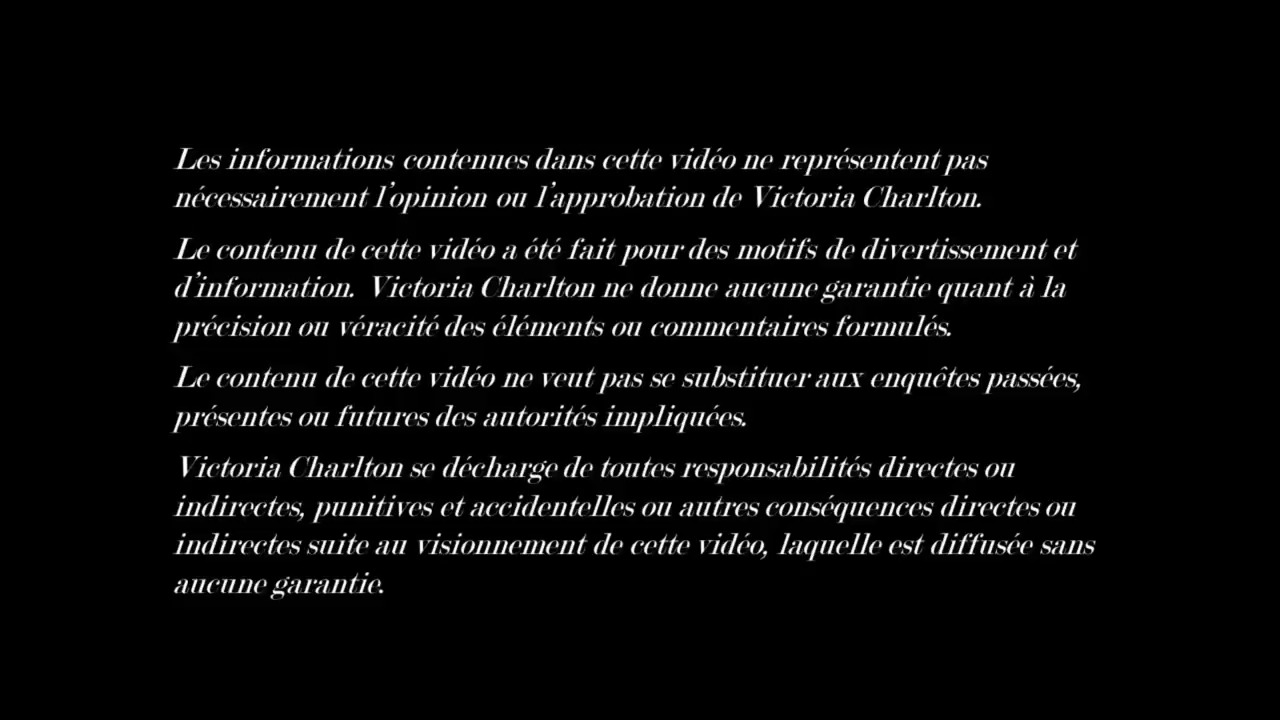 Les informations contenues dans cette vidéo ne représentent pas
nécessairement l’opinion ou l’approbation de Victoria Charlton.
Le contenu de cette vidéo a été fait pour des motifs de divertissement et
d’information. Victoria Charlton ne donne aucune garantie quant à la
précision ou véracité des éléments ou commentaires formulés.
Le contenu de cette vidéo ne veut pas se substituer aux enquêtes passées,
présentes ou futures des autorités impliquées.
Victoria Charlton se décharge de toutes responsabilités directes ou
indirectes, punitives et accidentelles ou autres conséquences directes ou
indirectes suite au visionnement de cette vidéo, laquelle est diffusée sans
aucune garantie.